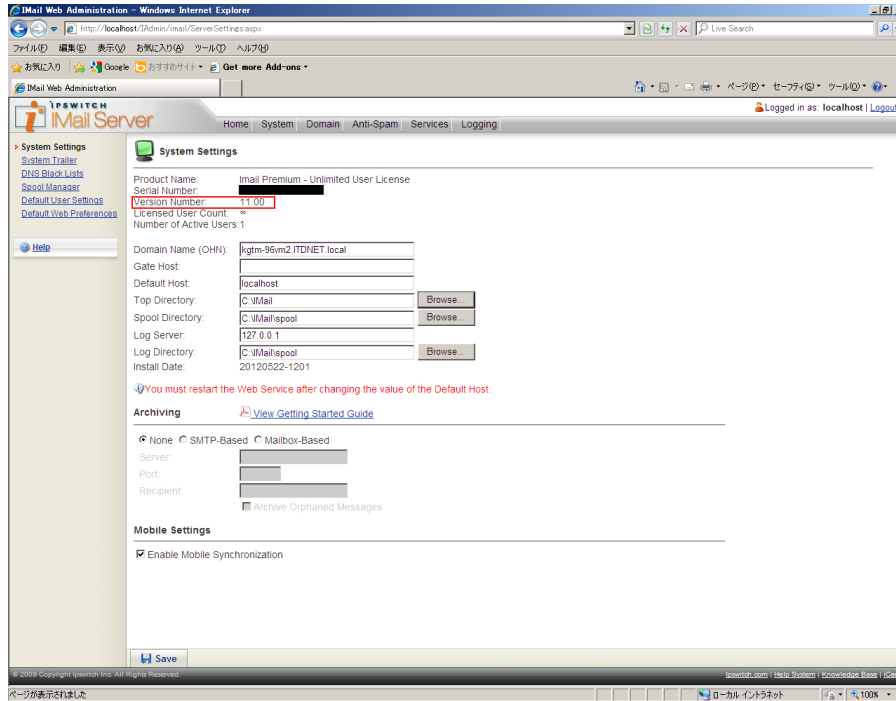 IMail Web Administration - Windows Internet Explorer
http://localhost/IAdmin/imail/ServerSettings.aspx
Live Search
ファイル(F) 編集(E) 表示(V) お気に入り(A) ツール(T) ヘルプ(H)
お気に入り Google おすすめサイト Get more Add-ons
IMail Web Administration
ページ(P) セーフティ(S) ツール(O)
IPSWITCH
IMail Server
Logged in as: localhost | Logout
Home System Domain Anti-Spam Services Logging
System Settings
System Trailer
DNS Black Lists
Spool Manager
Default User Settings
Default Web Preferences
Help
System Settings
Product Name: Imail Premium - Unlimited User License
Serial Number:
Version Number: 11.00
Licensed User Count: ∞
Number of Active Users:1
Domain Name (OHN): kgtm-96vm2.ITDNET.local
Gate Host:
Default Host: localhost
Top Directory: C:\IMail Browse...
Spool Directory: C:\IMail\spool Browse...
Log Server: 127.0.0.1
Log Directory: C:\IMail\spool Browse...
Install Date: 20120522-1201
You must restart the Web Service after changing the value of the Default Host.
Archiving View Getting Started Guide
None SMTP-Based Mailbox-Based
Server:
Port:
Recipient:
Archive Orphaned Messages
Mobile Settings
Enable Mobile Synchronization
Save
© 2009 Copyright Ipswitch Inc. All Rights Reserved.
Ipswitch.com | Help System | Knowledge Base | iCa
ページが表示されました
ローカル イントラネット 100%